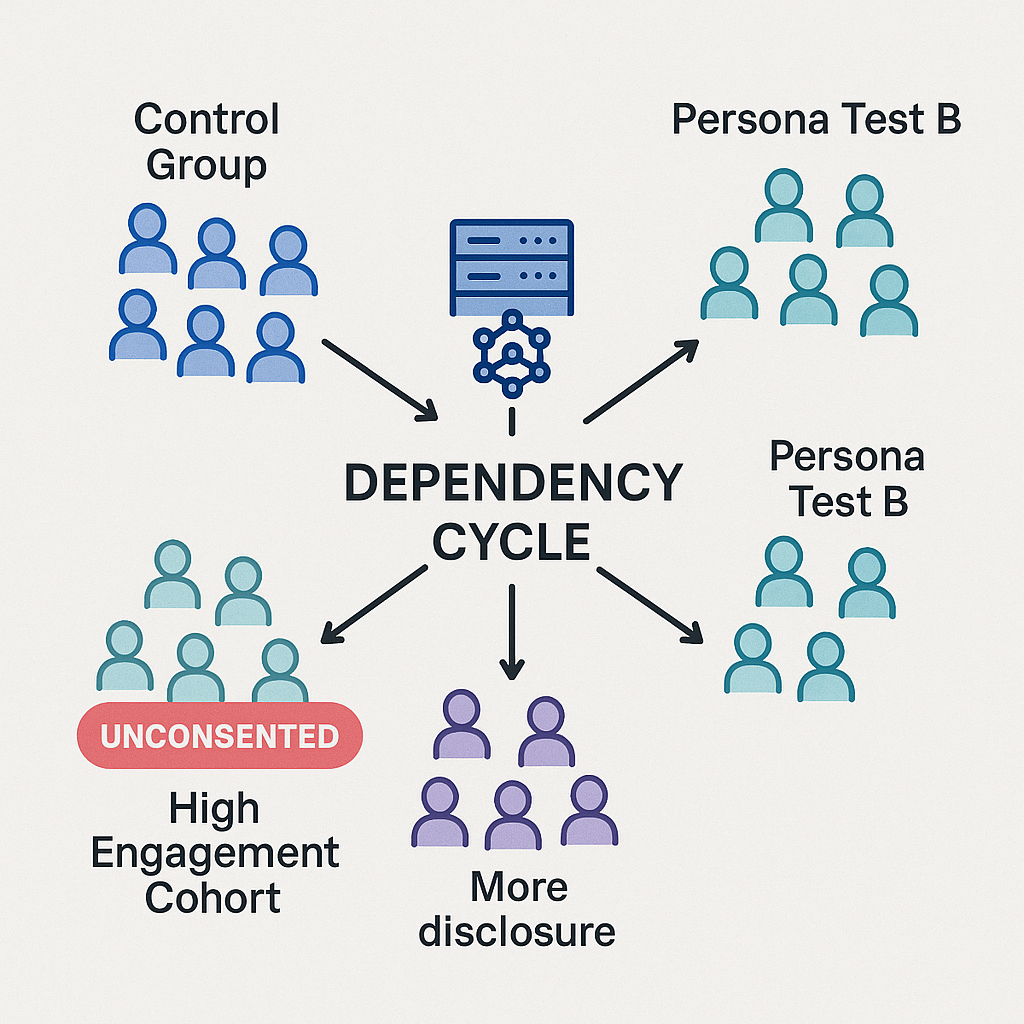 Control
Group
Persona Test B
DEPENDENCY
CYCLE
Persona
Test B
UNCONSENTED
High
Engagement
Cohort
More
disclosure